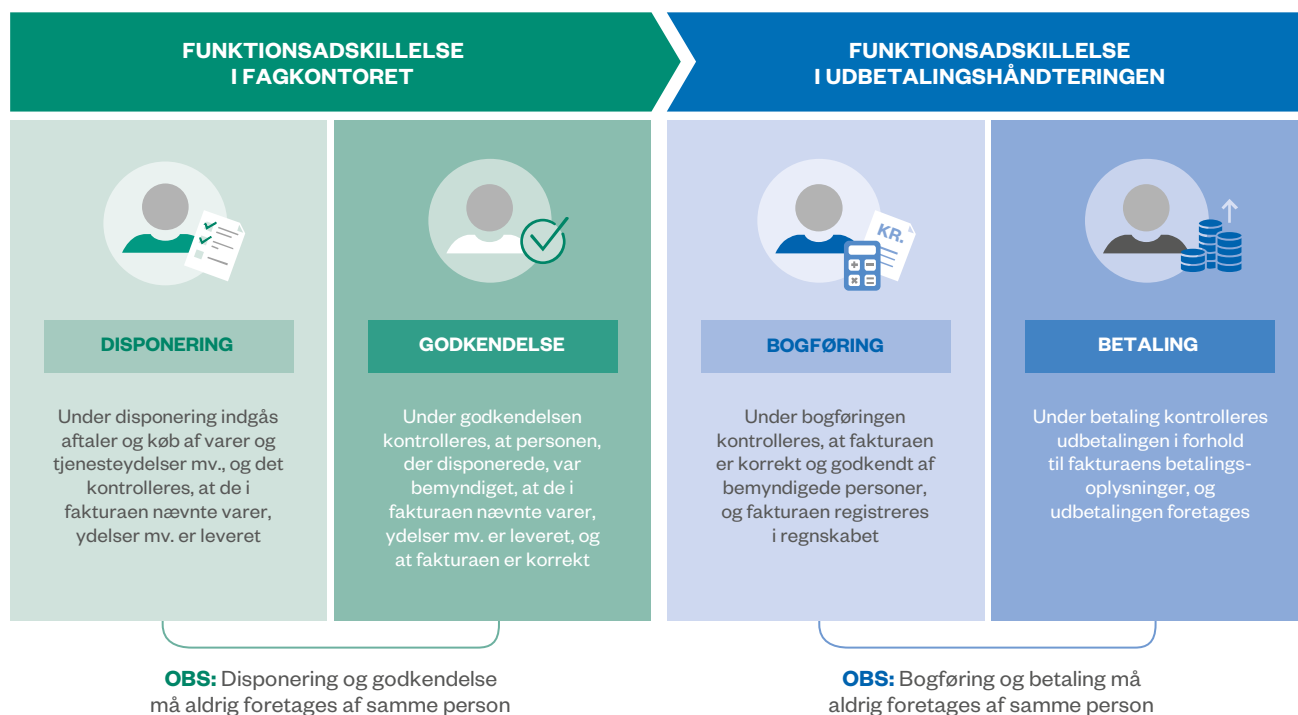 FUNKTIONSADSKILLELSE
I FAGKONTORET
FUNKTIONSADSKILLELSE
I UDBETALINGSHÅNDTERINGEN
DISPONERING
Under disponering indgås
aftaler og køb af varer og
tjenesteydelser mv., og det
kontrolleres, at de i
fakturaen nævnte varer,
ydelser mv. er leveret
GODKENDELSE
Under godkendelsen
kontrolleres, at personen,
der disponerede, var
bemyndiget, at de i
fakturaen nævnte varer,
ydelser mv. er leveret, og
at fakturaen er korrekt
KR.
BOGFØRING
Under bogføringen
kontrolleres, at fakturaen
er korrekt og godkendt af
bemyndigede personer,
og fakturaen registreres
i regnskabet
BETALING
Under betaling kontrolleres
udbetalingen i forhold
til fakturaens betalings-
oplysninger, og
udbetalingen foretages
OBS: Disponering og godkendelse
må aldrig foretages af samme person
OBS: Bogføring og betaling må
aldrig foretages af samme person